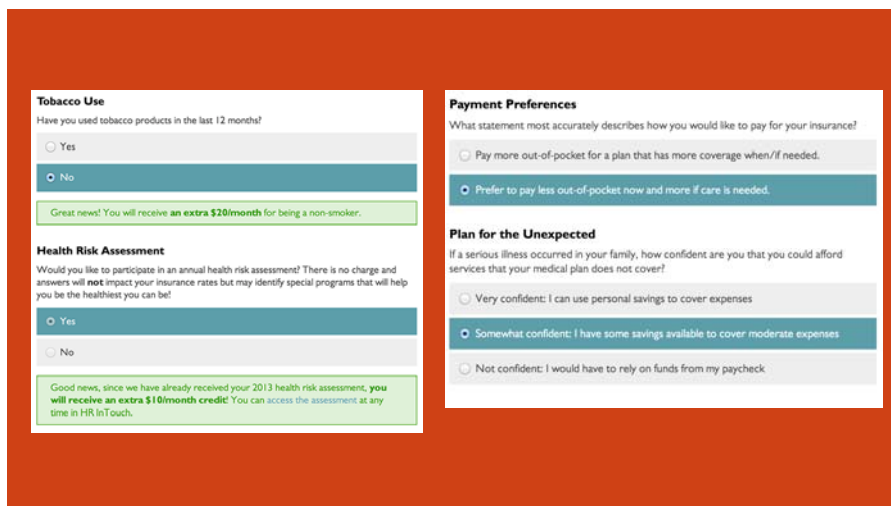 Tobacco Use
Have you used tobacco products in the last 12 months?
Yes
No
Great news! You will receive an extra $20/month for being a non-smoker.
Health Risk Assessment
Would you like to participate in an annual health risk assessment? There is no charge and
answers will not impact your insurance rates but may identify special programs that will help
you be the healthiest you can be!
Yes
No
Good news, since we have already received your 2013 health risk assessment, you
will receive an extra $10/month credit! You can access the assessment at any
time in HR InTouch.
Payment Preferences
What statement most accurately describes how you would like to pay for your insurance?
Pay more out-of-pocket for a plan that has more coverage when/if needed.
Prefer to pay less out-of-pocket now and more if care is needed.
Plan for the Unexpected
If a serious illness occurred in your family, how confident are you that you could afford
services that your medical plan does not cover?
Very confident: I can use personal savings to cover expenses
Somewhat confident: I have some savings available to cover moderate expenses
Not confident: I would have to rely on funds from my paycheck